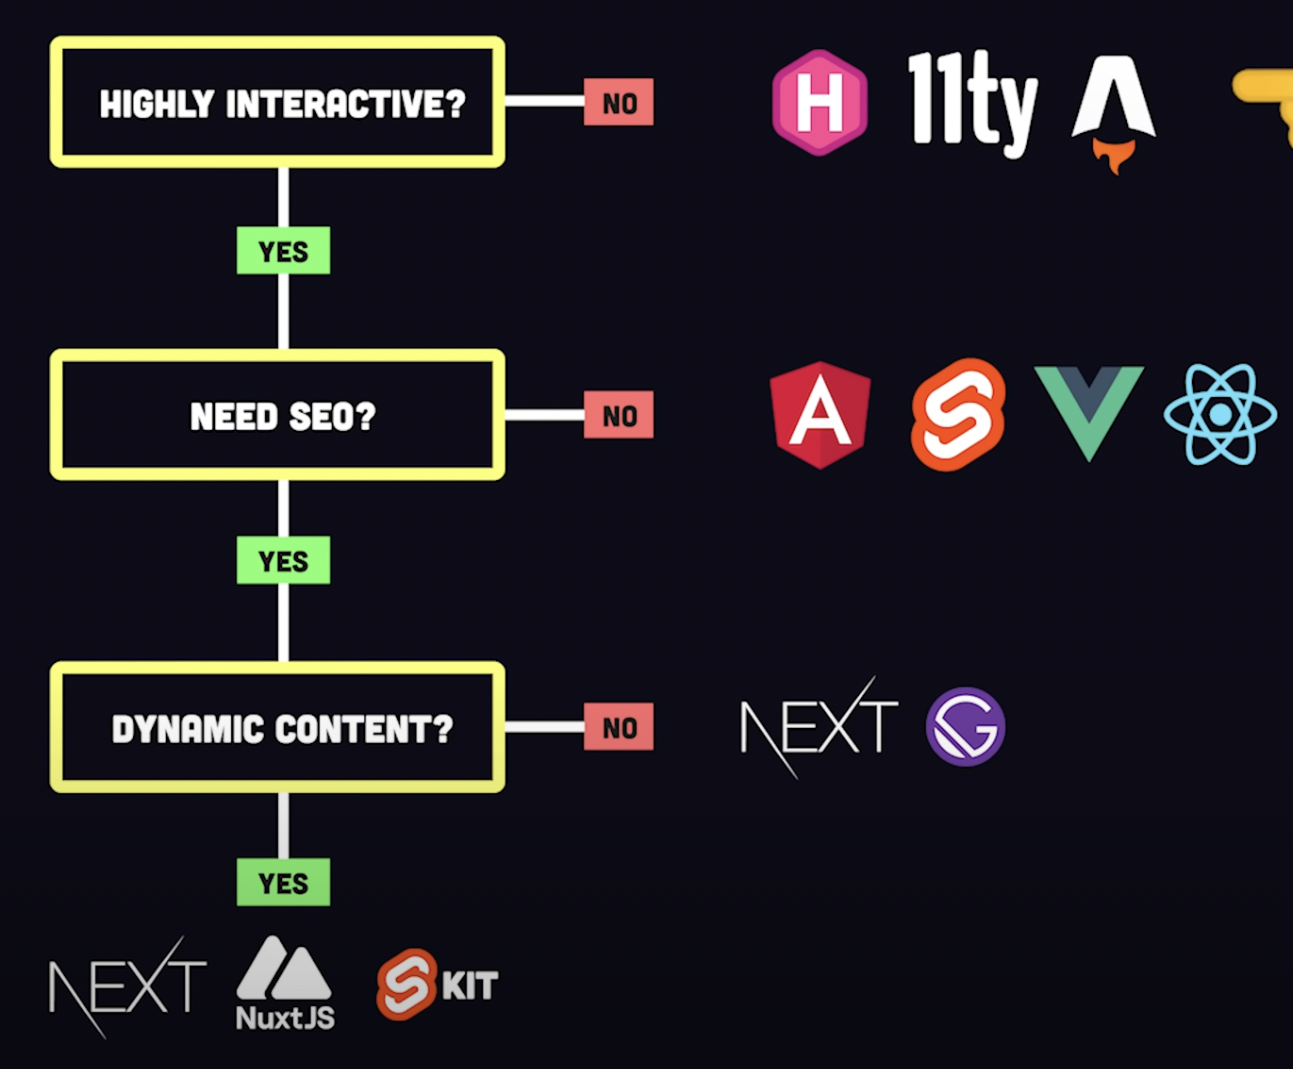 HIGHLY INTERACTIVE?
NO
H 11ty
YES
NEED SEO?
NO
A
YES
DYNAMIC CONTENT?
NO
NEXT G
YES
NEXT
NuxtJS
S KIT